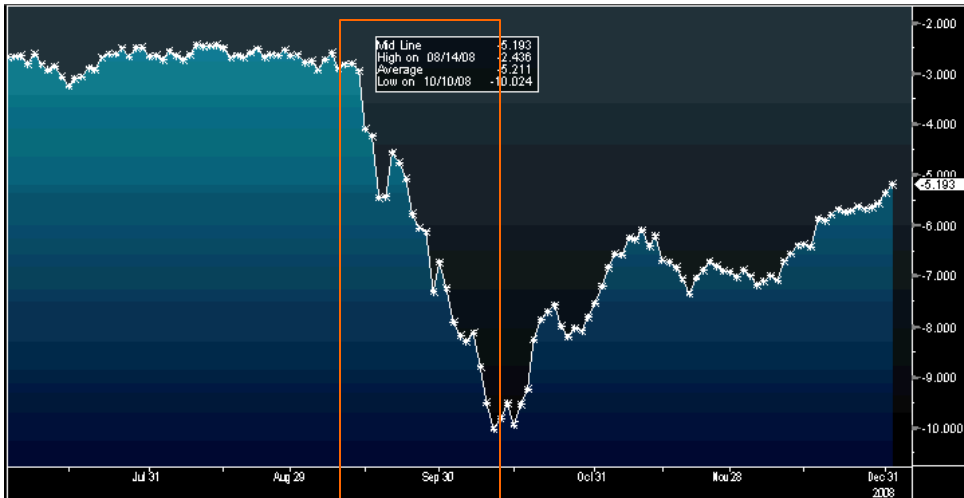 -2.000
Mid Line -5.193
High on 08/14/08 -2.436
Average -5.211
Low on 10/10/08 -10.024
-3.000
-4.000
-5.000
-5.193
-6.000
-7.000
-8.000
-9.000
-10.000
Jul 31 Aug 29 Sep 30 Oct 31 Nov 28 Dec 31
2008